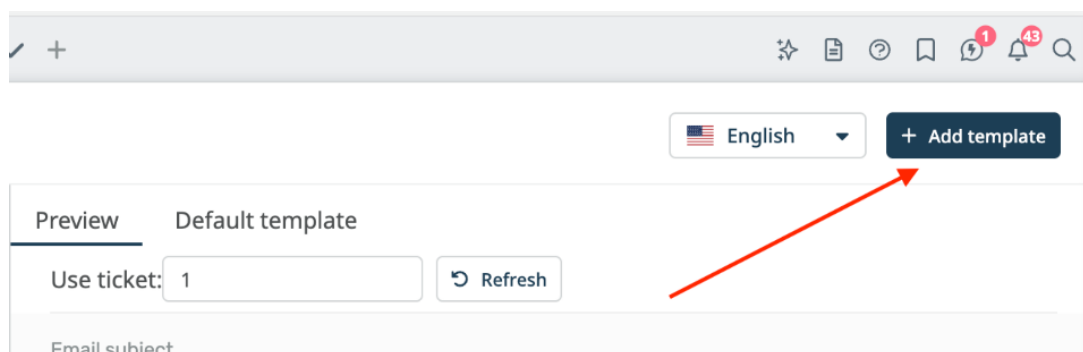 1 43
English + Add template
Preview Default template
Use ticket: 1 Refresh
Email subject